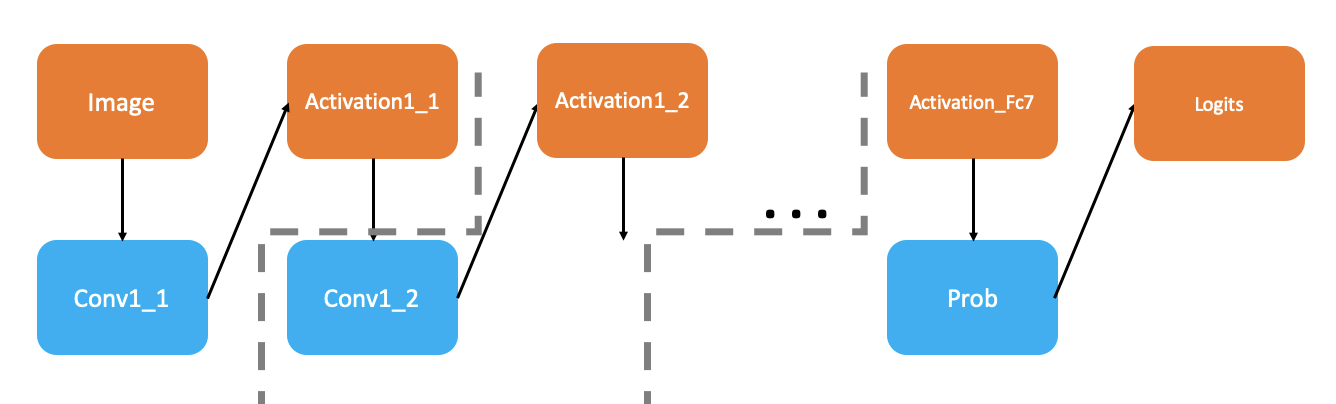 Image
Activation1_1
Activation1_2
Activation_Fc7
Logits
...
Conv1_1
Conv1_2
Prob